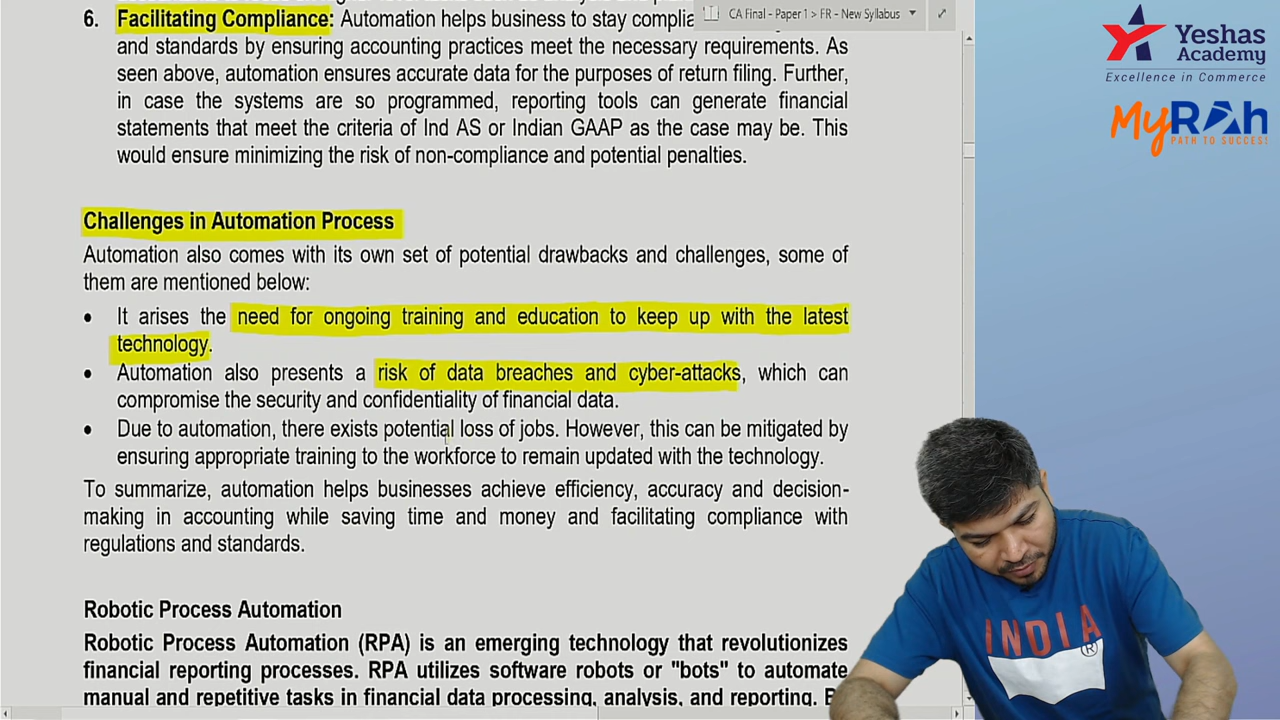 CA Final - Paper 1 > FR - New Syllabus
6. Facilitating Compliance: Automation helps business to stay
and standards by ensuring accounting practices meet the necessary requirements. As
seen above, automation ensures accurate data for the purposes of return filing. Further,
in case the systems are so programmed, reporting tools can generate financial
statements that meet the criteria of Ind AS or Indian GAAP as the case may be. This
would ensure minimizing the risk of non-compliance and potential penalties.
Challenges in Automation Process
Automation also comes with its own set of potential drawbacks and challenges, some of
them are mentioned below:
• It arises the need for ongoing training and education to keep up with the latest
technology.
• Automation also presents a risk of data breaches and cyber-attacks, which can
compromise the security and confidentiality of financial data.
• Due to automation, there exists potential loss of jobs. However, this can be mitigated by
ensuring appropriate training to the workforce to remain updated with the technology.
To summarize, automation helps businesses achieve efficiency, accuracy and decision-
making in accounting while saving time and money and facilitating compliance with
regulations and standards.
Robotic Process Automation
Robotic Process Automation (RPA) is an emerging technology that revolutionizes
financial reporting processes. RPA utilizes software robots or "bots" to automate
manual and repetitive tasks in financial data processing, analysis, and reporting.
Yeshas
Academy
Excellence in Commerce
MyRAh
PATH TO SUCCESS!
INDIA